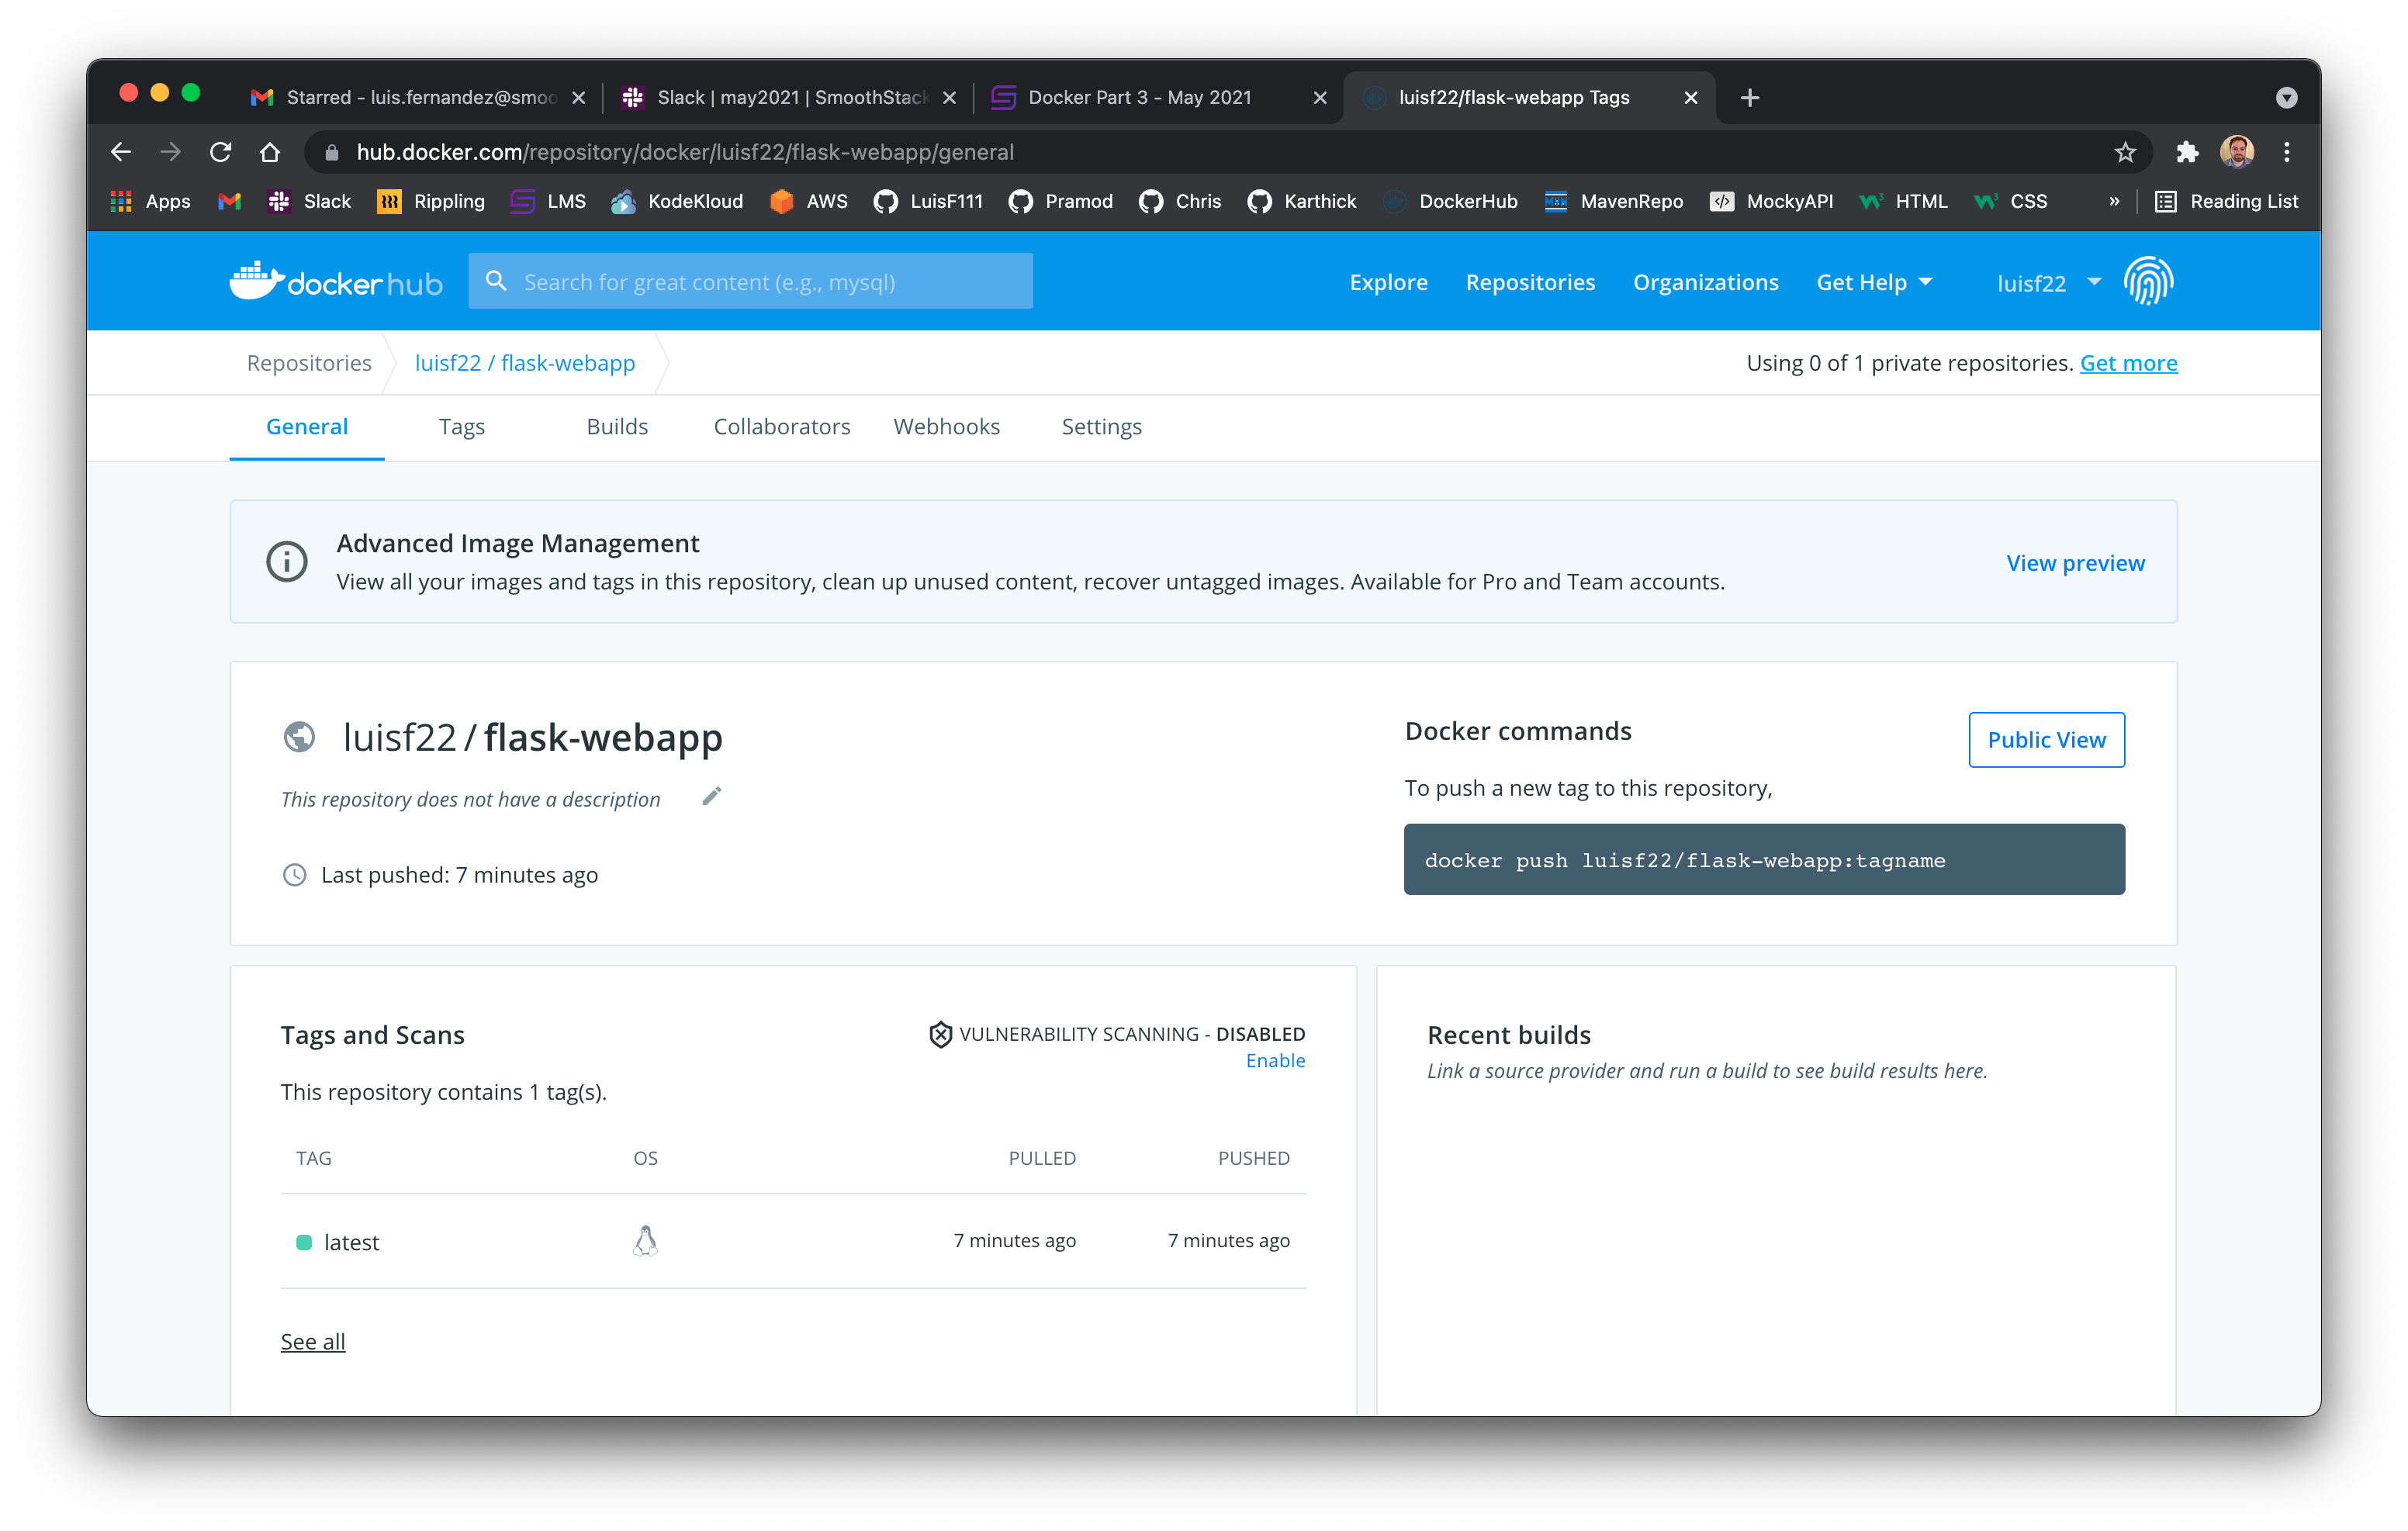 Starred - luis.fernandez@smoo
Slack | may2021 | SmoothStack
Docker Part 3 - May 2021
luisf22/flask-webapp Tags
hub.docker.com/repository/docker/luisf22/flask-webapp/general
Apps Slack Rippling LMS KodeKloud AWS LuisF111 Pramod Chris Karthick DockerHub MavenRepo MockyAPI HTML CSS » Reading List
docker hub
Search for great content (e.g., mysql)
Explore Repositories Organizations Get Help luisf22
Repositories luisf22 / flask-webapp
Using 0 of 1 private repositories. Get more
General Tags Builds Collaborators Webhooks Settings
Advanced Image Management
View all your images and tags in this repository, clean up unused content, recover untagged images. Available for Pro and Team accounts.
View preview
luisf22 / flask-webapp
This repository does not have a description
Last pushed: 7 minutes ago
Docker commands
Public View
To push a new tag to this repository,
docker push luisf22/flask-webapp:tagname
Tags and Scans
VULNERABILITY SCANNING - DISABLED
Enable
This repository contains 1 tag(s).
TAG OS PULLED PUSHED
latest 7 minutes ago 7 minutes ago
See all
Recent builds
Link a source provider and run a build to see build results here.